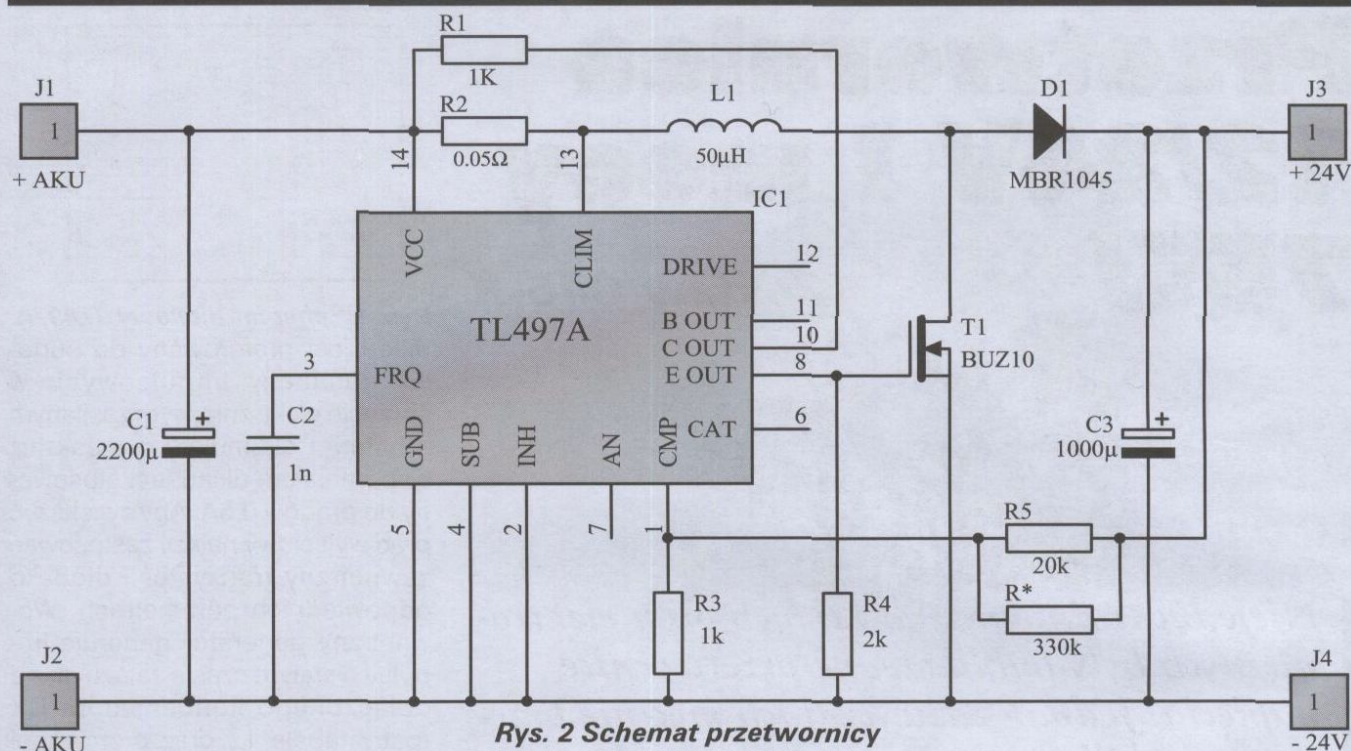 R1
1K
J1
1
+ AKU
R2
0.05Ω
14
13
L1
50µH
D1
MBR1045
J3
1
+ 24V
IC1
VCC
CLIM
DRIVE
12
B OUT
11
C OUT
10
E OUT
8
CAT
6
TL497A
3
FRQ
T1
BUZ10
C1
+
2200µ
C2
1n
GND
SUB
INH
AN
CMP
5
4
2
7
1
C3
+
1000µ
R5
20k
R*
330k
R3
1k
R4
2k
J2
1
- AKU
J4
1
- 24V
Rys. 2 Schemat przetwornicy